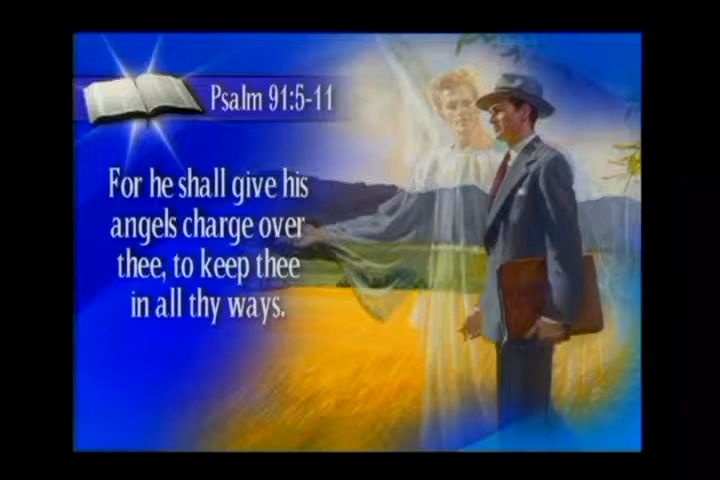 Psalm 91:5-11
For he shall give his
angels charge over
thee, to keep thee
in all thy ways.